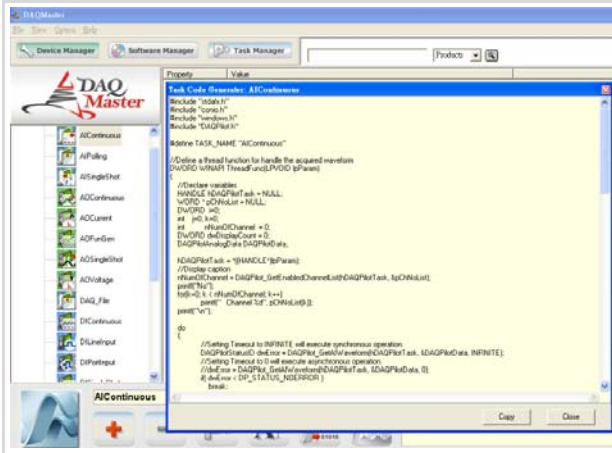 DAQMaster
File View Option Help
Device Manager Software Manager Task Manager Products
DAQ
Master
Property Value
Task Code Generator: AIContinuous
#include "stdafx.h"
#include "conio.h"
#include "windows.h"
#include "DAQPilot.h"
#define TASK_NAME "AIContinuous"
//Define a thread function for handle the acquired waveform
DWORD WINAPI ThreadFunc(LPVOID lpParam)
{
//Declare variables
HANDLE hDAQPilotTask = NULL;
WORD * pChNoList = NULL;
DWORD i=0;
int j=0, k=0;
int nNumOfChannel = 0;
DWORD dwDisplayCount = 0;
DAQPilotAnalogData DAQPilotData;
hDAQPilotTask = *((HANDLE*)lpParam);
//Display caption
nNumOfChannel = DAQPilot_GetEnabledChannelList(hDAQPilotTask, &pChNoList);
printf("No");
for(k=0; k < nNumOfChannel; k++)
printf(" Channel %d", pChNoList[k]);
printf("\n");
do
{
//Setting Timeout to INFINITE will execute synchronous operation.
DAQPilotStatusID dwError = DAQPilot_GetAIWaveform(hDAQPilotTask, &DAQPilotData, INFINITE);
//Setting Timeout to 0 will execute asynchronous operation.
//dwError = DAQPilot_GetAIWaveform(hDAQPilotTask, &DAQPilotData, 0);
if( dwError < DP_STATUS_NOERROR )
break;
AIContinuous
AIPolling
AISingleShot
AOContinuous
AOCurrent
AOFunGen
AOSingleShot
AOVoltage
DAQ_File
DIContinuous
DILineInput
DIPortInput
AIContinuous
Copy Close